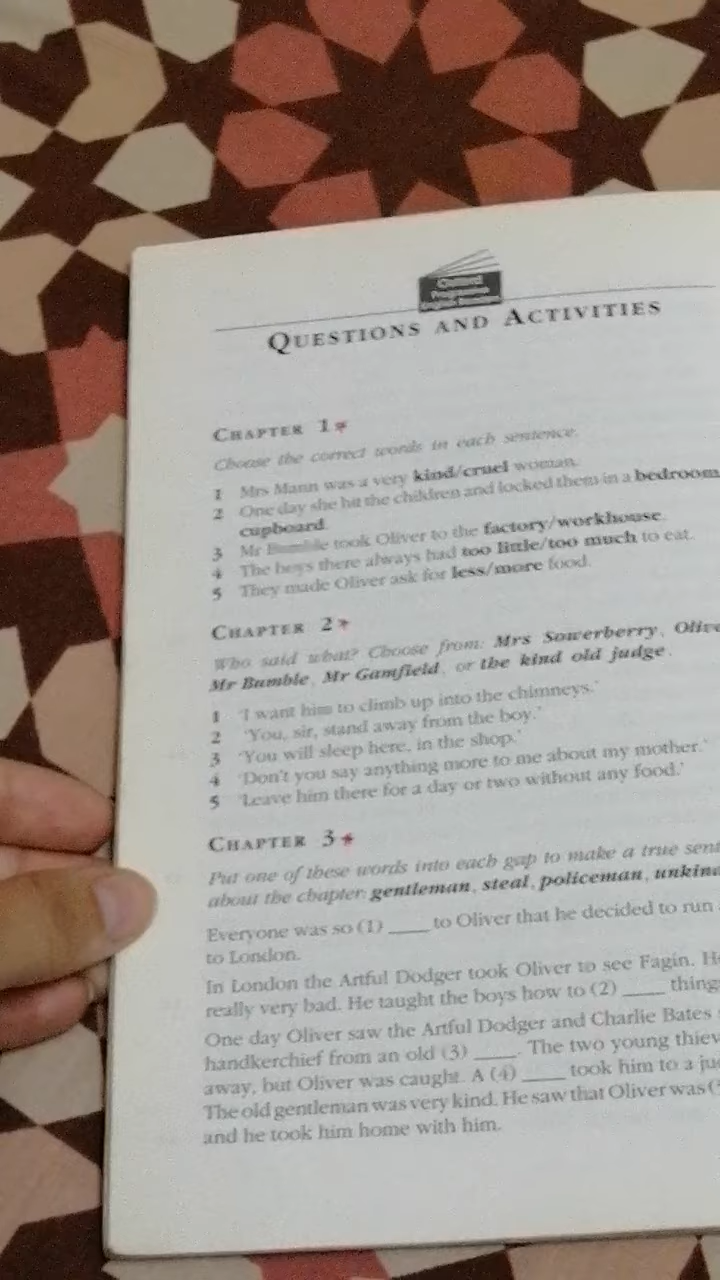 Oxford
Progressive
English Readers
QUESTIONS AND ACTIVITIES
CHAPTER 1
Choose the correct words in each sentence.
1 Mrs Mann was a very kind/cruel woman.
2 One day she hit the children and locked them in a bedroom
cupboard.
3 Mr Bumble took Oliver to the factory/workhouse.
4 The boys there always had too little/too much to eat.
5 They made Oliver ask for less/more food.
CHAPTER 2
Who said what? Choose from: Mrs Sowerberry, Olive
Mr Bumble, Mr Gamfield, or the kind old judge.
1 'I want him to climb up into the chimneys.'
2 'You, sir, stand away from the boy.'
3 'You will sleep here, in the shop.'
4 'Don't you say anything more to me about my mother.'
5 'Leave him there for a day or two without any food.'
CHAPTER 3
Put one of these words into each gap to make a true sent
about the chapter: gentleman, steal, policeman, unkind
Everyone was so (1) ____ to Oliver that he decided to run
to London.
In London the Artful Dodger took Oliver to see Fagin. H
really very bad. He taught the boys how to (2) ____ thing
One day Oliver saw the Artful Dodger and Charlie Bates
handkerchief from an old (3) ____. The two young thiev
away, but Oliver was caught. A (4) ____ took him to a ju
The old gentleman was very kind. He saw that Oliver was (
and he took him home with him.